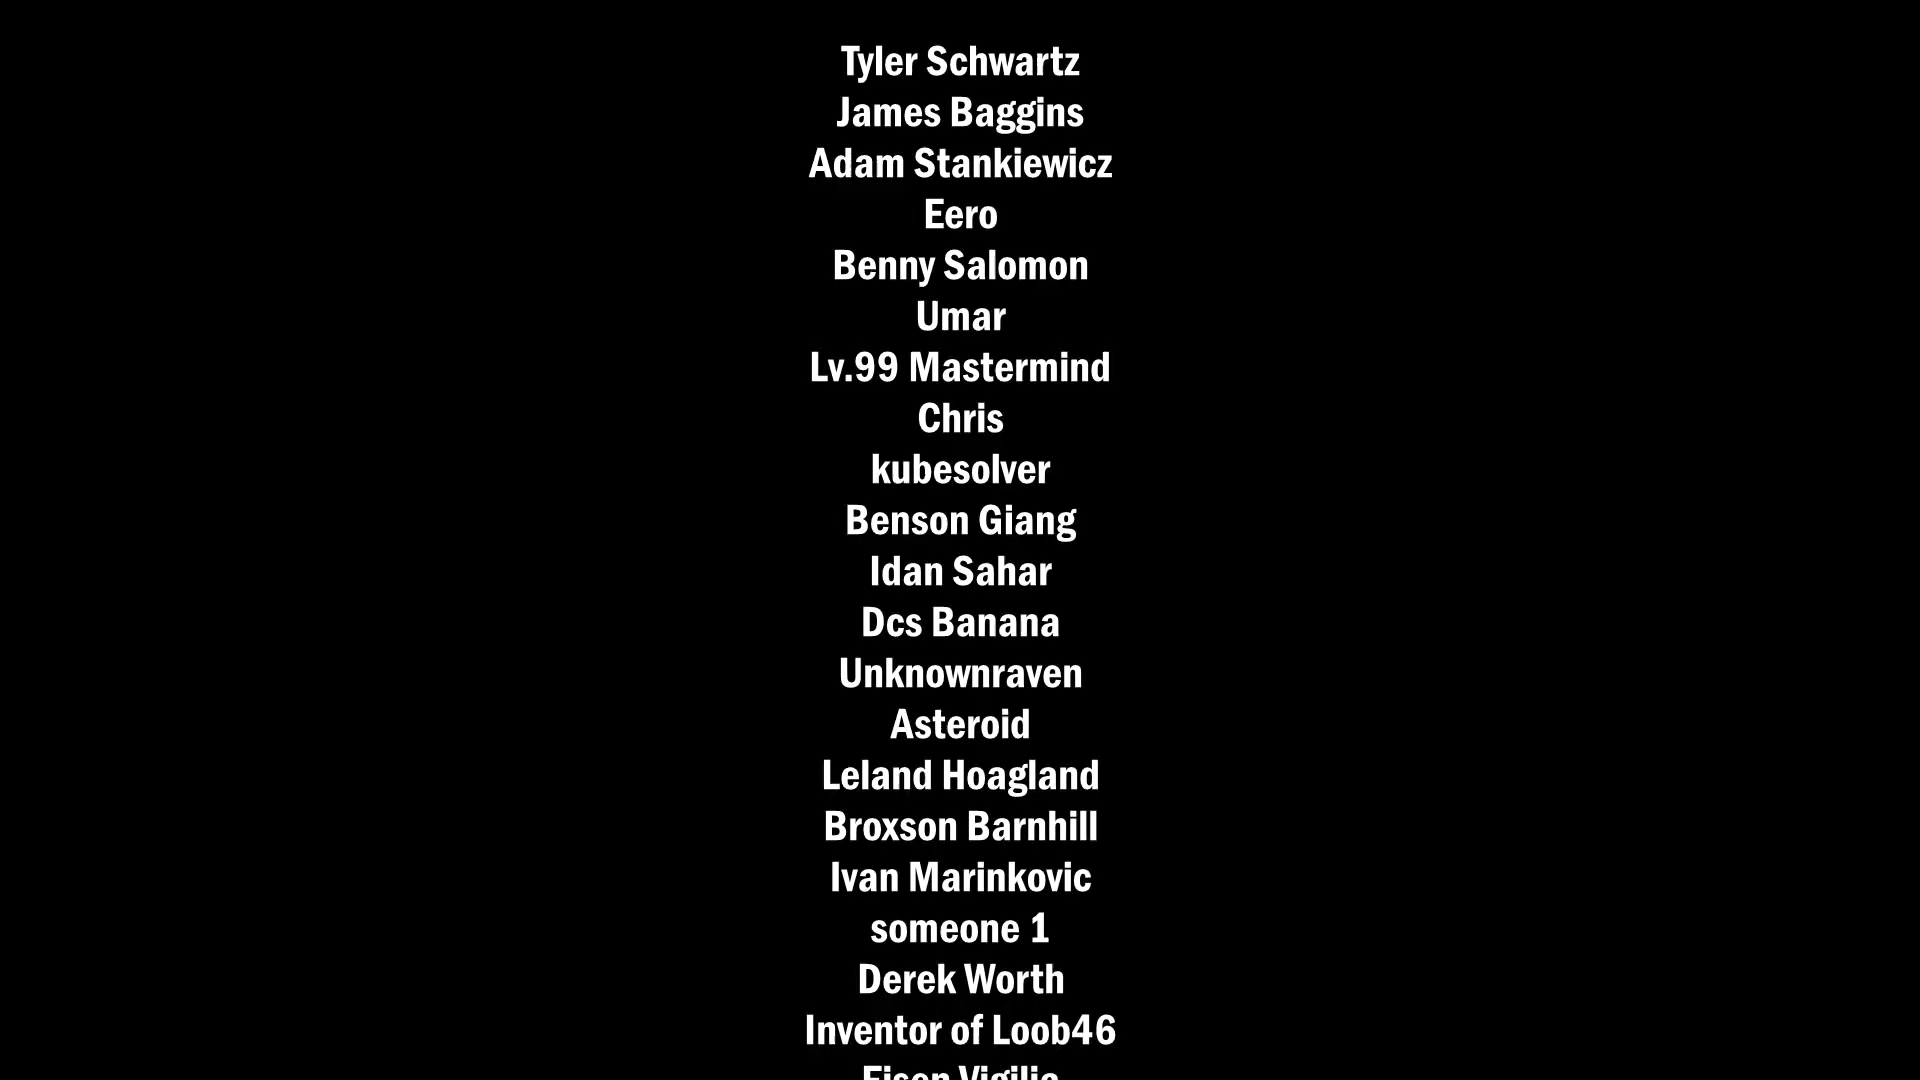 Tyler Schwartz
James Baggins
Adam Stankiewicz
Eero
Benny Salomon
Umar
Lv.99 Mastermind
Chris
kubesolver
Benson Giang
Idan Sahar
Dcs Banana
Unknownraven
Asteroid
Leland Hoagland
Broxson Barnhill
Ivan Marinkovic
someone 1
Derek Worth
Inventor of Loob46